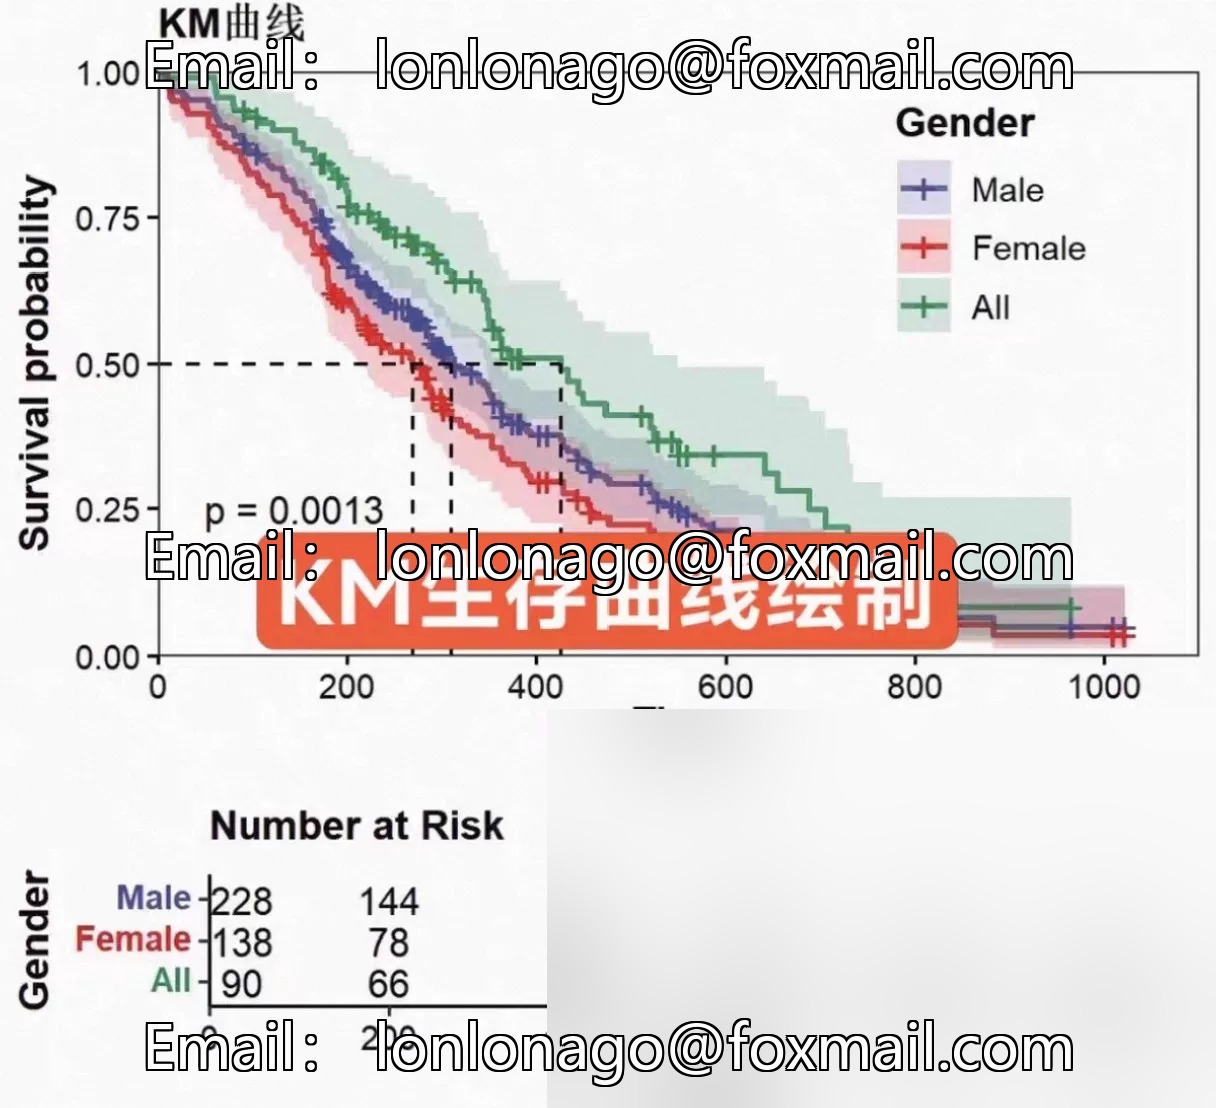 KM曲线
Email： lonlonago@foxmail.com
1.00
Gender
Male
Female
All
0.75
Survival probability
0.50
0.25
p = 0.0013
Email： lonlonago@foxmail.com
KM生存曲线绘制
0.00
0 200 400 600 800 1000
Number at Risk
Gender
Male 228 144
Female 138 78
All 90 66
0 200
Email： lonlonago@foxmail.com